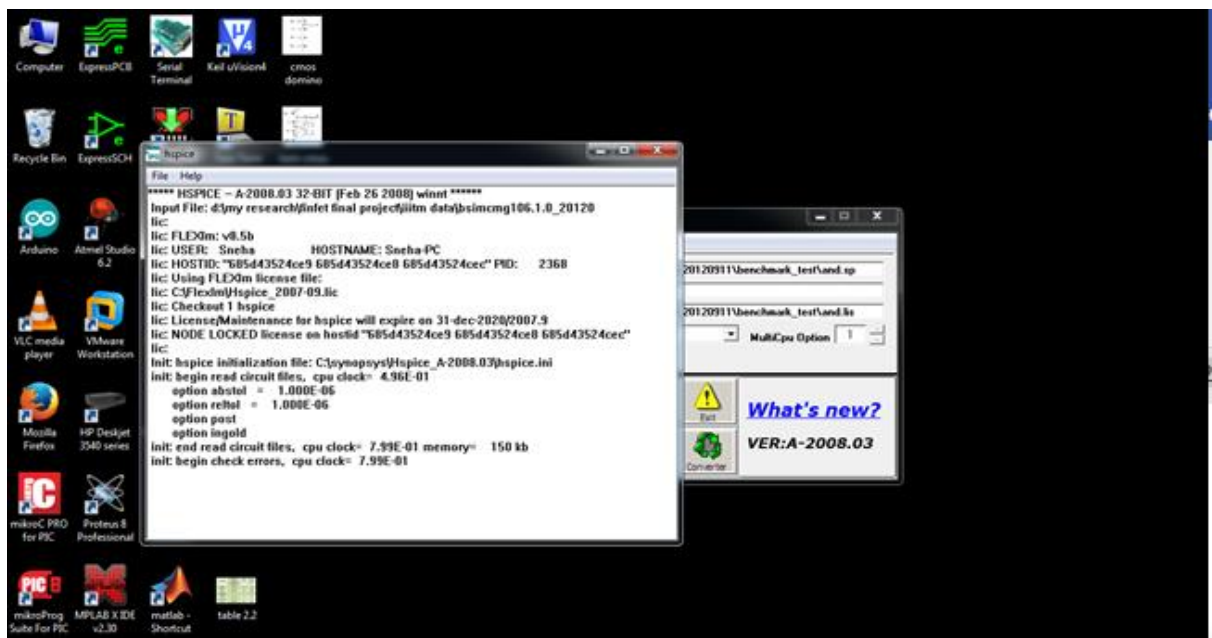 Computer
ExpressPCB
Serial
Terminal
Keil uVision4
cmos
domino
Recycle Bin
ExpressSCH
hspice
File Help
***** HSPICE -- A-2008.03 32-BIT (Feb 26 2008) winnt ******
Input File: d:\my research\finfet final project\iiitm data\bsimcmg106.1.0_20120
lic:
lic: FLEXlm: v8.5b
lic: USER: Sneha HOSTNAME: Sneha-PC
lic: HOSTID: "685d43524ce9 685d43524ce8 685d43524cec" PID: 2368
lic: Using FLEXlm license file:
lic: C:\Flexlm\Hspice_2007-09.lic
lic: Checkout 1 hspice
lic: License/Maintenance for hspice will expire on 31-dec-2020/2007.9
lic: NODE LOCKED license on hostid "685d43524ce9 685d43524ce8 685d43524cec"
lic:
Init: hspice initialization file: C:\synopsys\Hspice_A-2008.03\hspice.ini
init: begin read circuit files, cpu clock= 4.96E-01
option abstol = 1.000E-06
option reltol = 1.000E-06
option post
option ingold
init: end read circuit files, cpu clock= 7.99E-01 memory= 150 kb
init: begin check errors, cpu clock= 7.99E-01
20120911\benchmark_test\and.sp
20120911\benchmark_test\and.lis
MultiCpu Option 1
Exit
What's new?
Converter
VER:A-2008.03
Arduino
Atmel Studio
6.2
VLC media
player
VMware
Workstation
Mozilla
Firefox
HP Deskjet
3540 series
mikroC PRO
for PIC
Proteus 8
Professional
mikroProg
Suite For PIC
MPLAB X IDE
v2.30
matlab -
Shortcut
table 2.2